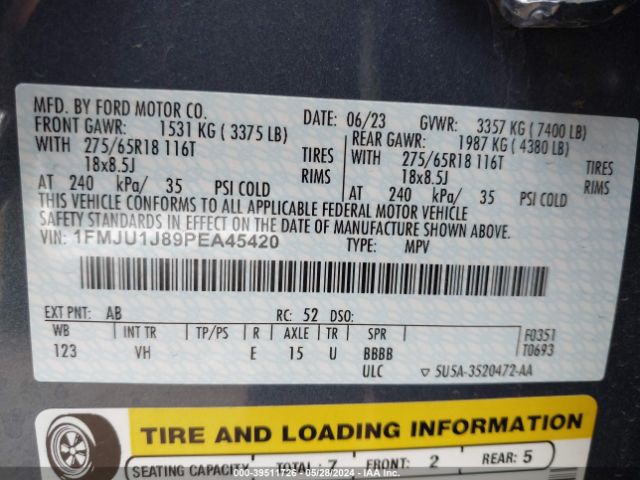 MFD. BY FORD MOTOR CO.
DATE: 06/23 GVWR: 3357 KG ( 7400 LB)
FRONT GAWR: 1531 KG ( 3375 LB) REAR GAWR: 1987 KG ( 4380 LB)
WITH 275/65R18 116T TIRES WITH 275/65R18 116T TIRES
18x8.5J RIMS 18x8.5J RIMS
AT 240 kPa/ 35 PSI COLD AT 240 kPa/ 35 PSI COLD
THIS VEHICLE CONFORMS TO ALL APPLICABLE FEDERAL MOTOR VEHICLE
SAFETY STANDARDS IN EFFECT ON THE DATE OF MANUFACTURE SHOWN ABOVE.
VIN: 1FMJU1J89PEA45420 TYPE: MPV
EXT PNT: AB RC: 52 DSO:
WB INT TR TP/PS R AXLE TR SPR F0351
123 VH E 15 U BBBB T0693
ULC ▽ 5U5A-3520472-AA
TIRE AND LOADING INFORMATION
SEATING CAPACITY TOTAL: 7 FRONT: 2 REAR: 5
000-39511726 - 05/28/2024 - IAAI.COM